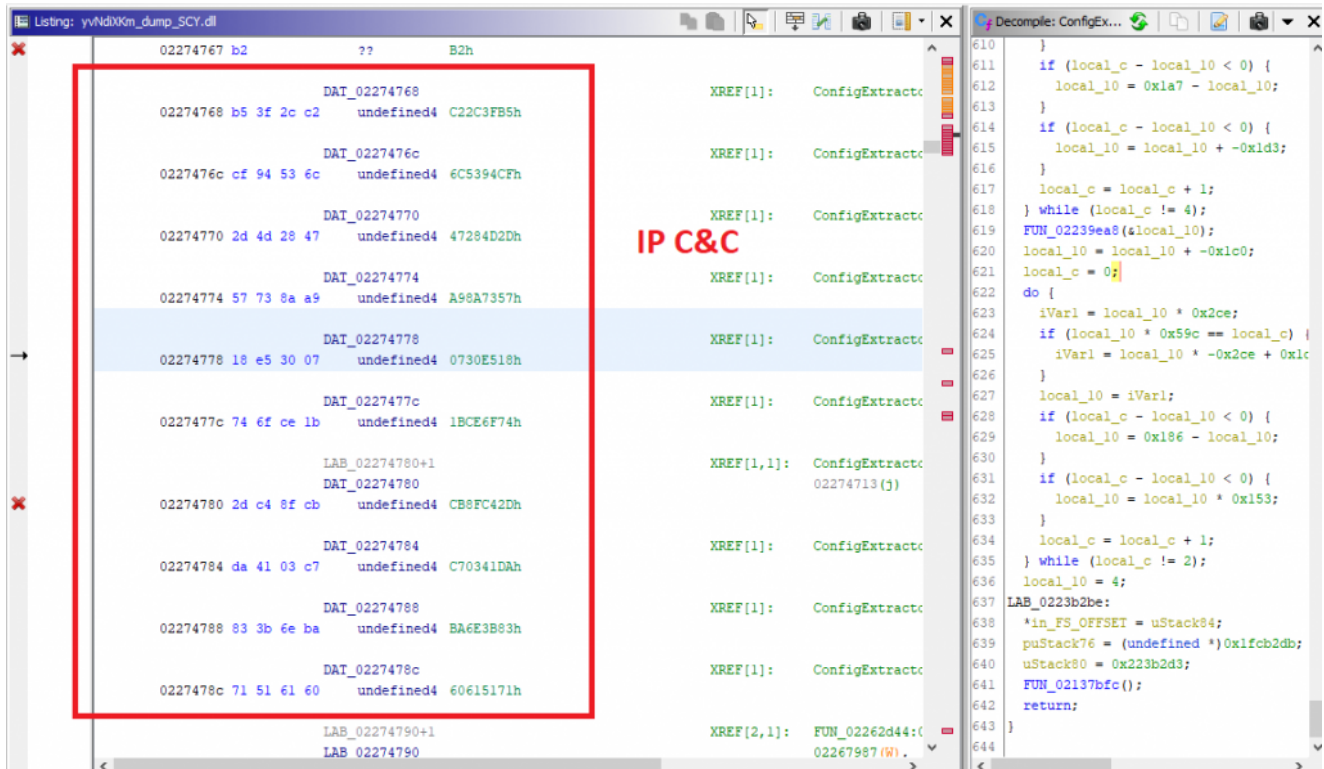 Listing: yvNdiXKm_dump_SCY.dll
02274767 b2 ?? B2h
DAT_02274768 XREF[1]: ConfigExtracto
02274768 b5 3f 2c c2 undefined4 C22C3FB5h
DAT_0227476c XREF[1]: ConfigExtracto
0227476c cf 94 53 6c undefined4 6C5394CFh
DAT_02274770 XREF[1]: ConfigExtracto
02274770 2d 4d 28 47 undefined4 47284D2Dh
IP C&C
DAT_02274774 XREF[1]: ConfigExtracto
02274774 57 73 8a a9 undefined4 A98A7357h
DAT_02274778 XREF[1]: ConfigExtracto
02274778 18 e5 30 07 undefined4 0730E518h
DAT_0227477c XREF[1]: ConfigExtracto
0227477c 74 6f ce 1b undefined4 1BCE6F74h
LAB_02274780+1 XREF[1,1]: ConfigExtracto
DAT_02274780 02274713(j)
02274780 2d c4 8f cb undefined4 CB8FC42Dh
DAT_02274784 XREF[1]: ConfigExtracto
02274784 da 41 03 c7 undefined4 C70341DAh
DAT_02274788 XREF[1]: ConfigExtracto
02274788 83 3b 6e ba undefined4 BA6E3B83h
DAT_0227478c XREF[1]: ConfigExtracto
0227478c 71 51 61 60 undefined4 60615171h
LAB_02274790+1 XREF[2,1]: FUN_02262d44:0
LAB_02274790 02267987(W),
Decompile: ConfigEx...
610 }
611 if (local_c - local_10 < 0) {
612 local_10 = 0x1a7 - local_10;
613 }
614 if (local_c - local_10 < 0) {
615 local_10 = local_10 + -0x1d3;
616 }
617 local_c = local_c + 1;
618 } while (local_c != 4);
619 FUN_02239ea8(&local_10);
620 local_10 = local_10 + -0x1c0;
621 local_c = 0;
622 do {
623 iVar1 = local_10 * 0x2ce;
624 if (local_10 * 0x59c == local_c) {
625 iVar1 = local_10 * -0x2ce + 0x1c
626 }
627 local_10 = iVar1;
628 if (local_c - local_10 < 0) {
629 local_10 = 0x186 - local_10;
630 }
631 if (local_c - local_10 < 0) {
632 local_10 = local_10 * 0x153;
633 }
634 local_c = local_c + 1;
635 } while (local_c != 2);
636 local_10 = 4;
637 LAB_0223b2be:
638 *in_FS_OFFSET = uStack84;
639 puStack76 = (undefined *)0x1fcb2db;
640 uStack80 = 0x223b2d3;
641 FUN_02137bfc();
642 return;
643 }
644